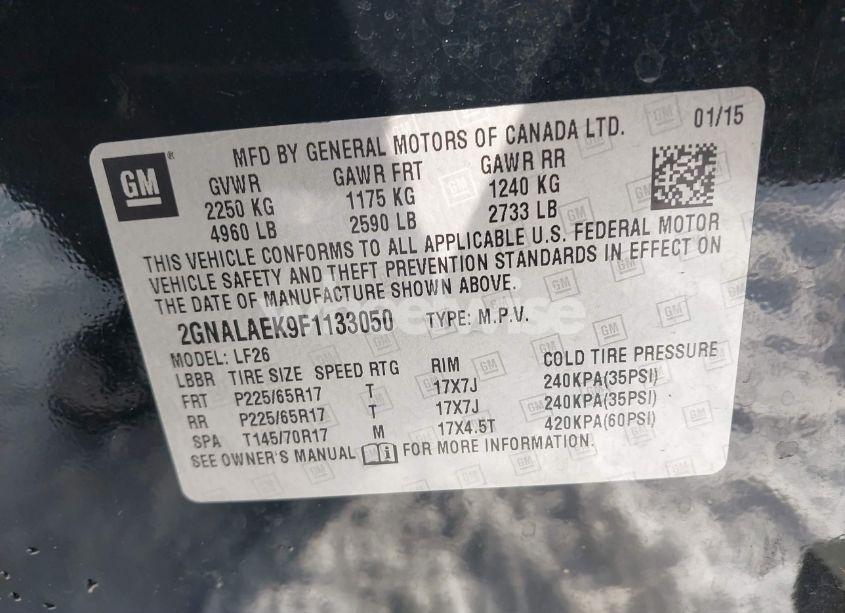 MFD BY GENERAL MOTORS OF CANADA LTD. 01/15
GM
GVWR GAWR FRT GAWR RR
2250 KG 1175 KG 1240 KG
4960 LB 2590 LB 2733 LB
THIS VEHICLE CONFORMS TO ALL APPLICABLE U.S. FEDERAL MOTOR
VEHICLE SAFETY AND THEFT PREVENTION STANDARDS IN EFFECT ON
THE DATE OF MANUFACTURE SHOWN ABOVE.
2GNALAEK9F1133050 TYPE: M.P.V.
MODEL: LF26
LBBR TIRE SIZE SPEED RTG RIM COLD TIRE PRESSURE
FRT P225/65R17 T 17X7J 240KPA(35PSI)
RR P225/65R17 T 17X7J 240KPA(35PSI)
SPA T145/70R17 M 17X4.5T 420KPA(60PSI)
SEE OWNER'S MANUAL FOR MORE INFORMATION.